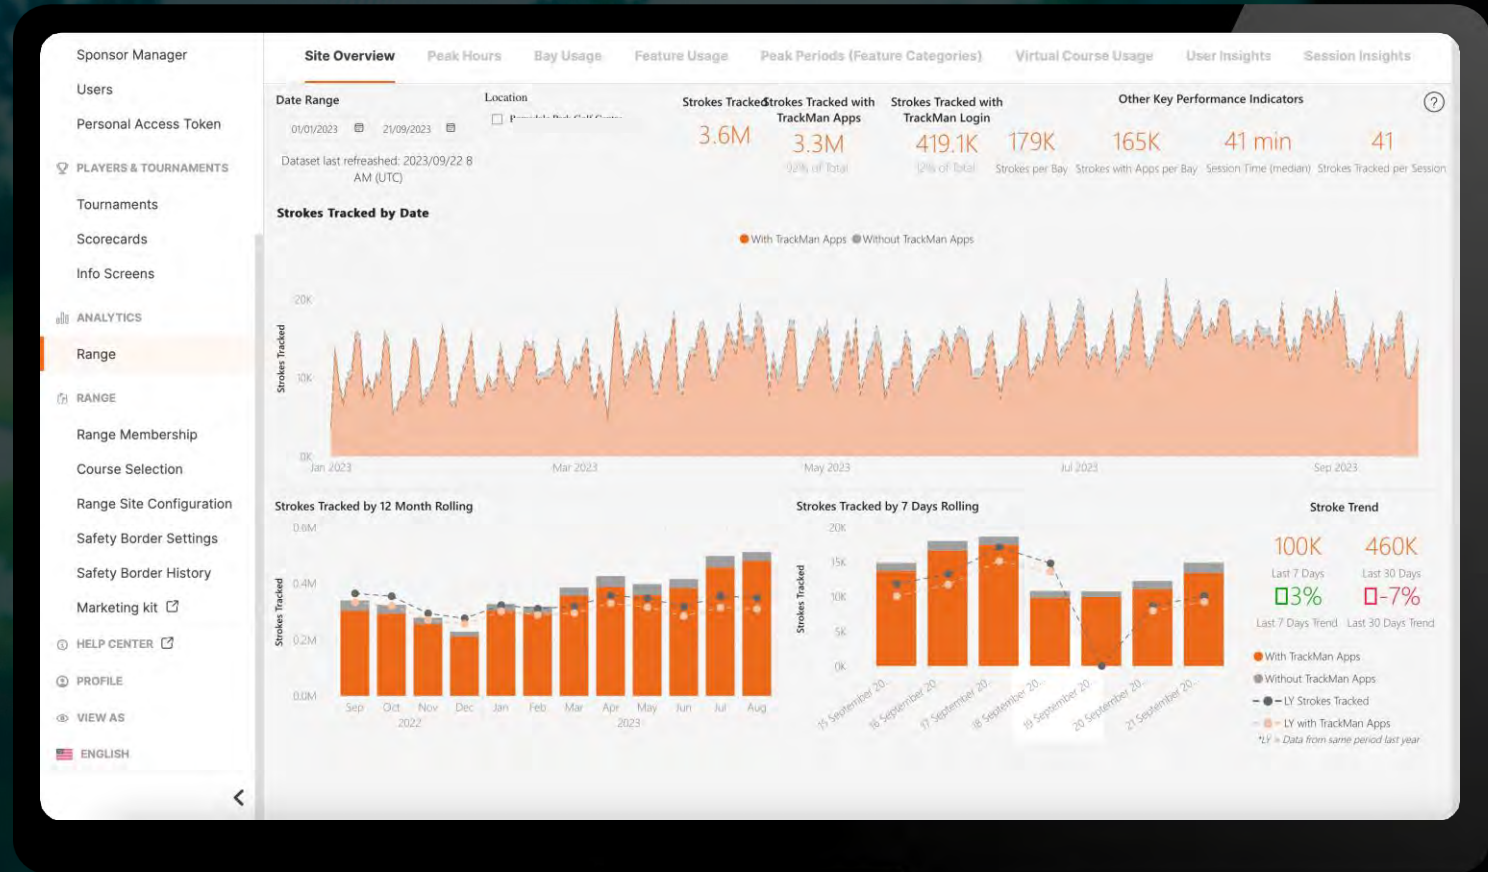 Sponsor Manager
Users
Personal Access Token
PLAYERS & TOURNAMENTS
Tournaments
Scorecards
Info Screens
ANALYTICS
Range
RANGE
Range Membership
Course Selection
Range Site Configuration
Safety Border Settings
Safety Border History
Marketing kit
HELP CENTER
PROFILE
VIEW AS
ENGLISH
Site Overview Peak Hours Bay Usage Feature Usage Peak Periods (Feature Categories) Virtual Course Usage User Insights Session Insights
Date Range
01/01/2023 21/09/2023
Dataset last refreashed: 2023/09/22 8
AM (UTC)
Location
Strokes Tracked
3.6M
Strokes Tracked with
TrackMan Apps
3.3M
92% of Total
Strokes Tracked with
TrackMan Login
419.1K
12% of Total
Other Key Performance Indicators
?
179K 165K 41 min 41
Strokes per Bay Strokes with Apps per Bay Session Time (median) Strokes Tracked per Session
Strokes Tracked by Date
With TrackMan Apps Without TrackMan Apps
Strokes Tracked
20K
10K
0K
Jan 2023 Mar 2023 May 2023 Jul 2023 Sep 2023
Strokes Tracked by 12 Month Rolling
Strokes Tracked
0.6M
0.4M
0.2M
0.0M
Sep Oct Nov Dec Jan Feb Mar Apr May Jun Jul Aug
2022 2023
Strokes Tracked by 7 Days Rolling
Strokes Tracked
20K
15K
10K
5K
0K
15 September 20...
16 September 20...
17 September 20...
18 September 20...
19 September 20...
20 September 20...
21 September 20...
Stroke Trend
100K 460K
Last 7 Days Last 30 Days
3% -7%
Last 7 Days Trend Last 30 Days Trend
With TrackMan Apps
Without TrackMan Apps
LY Strokes Tracked
LY with TrackMan Apps
*LY = Data from same period last year